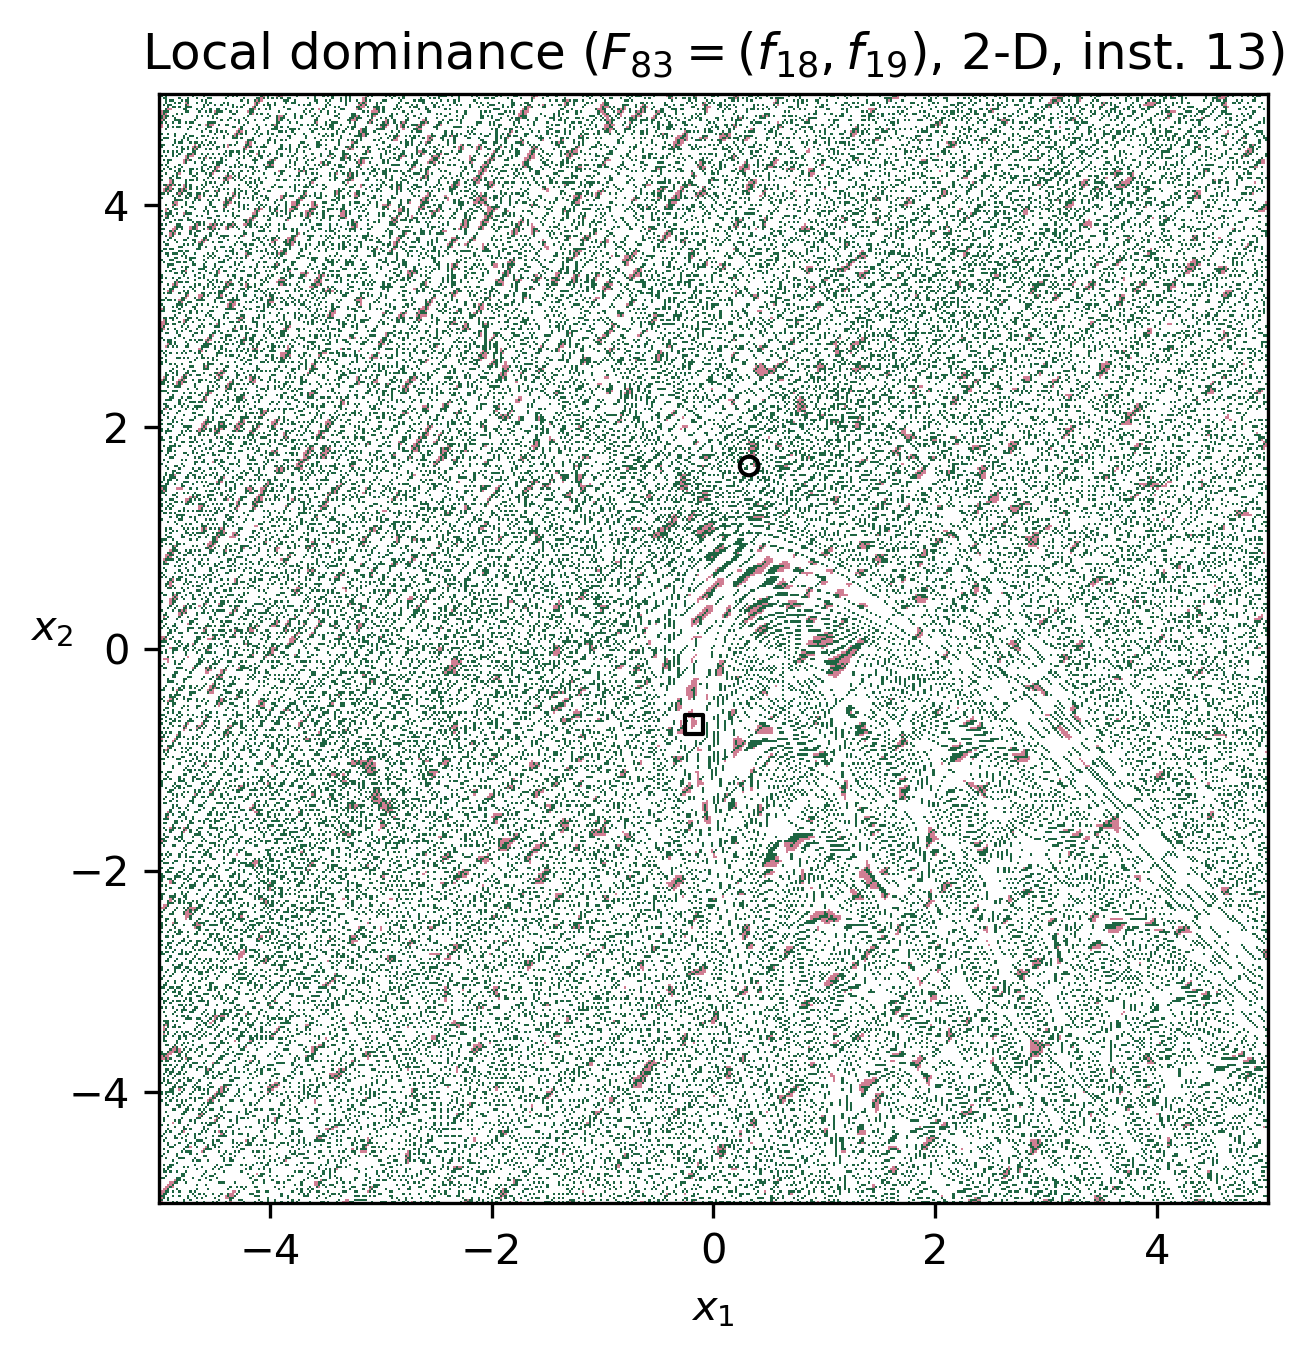 Local dominance (F₈₃ = (f₁₈, f₁₉), 2-D, inst. 13)
4
2
x₂
0
−2
−4
−4 −2 0 2 4
x₁